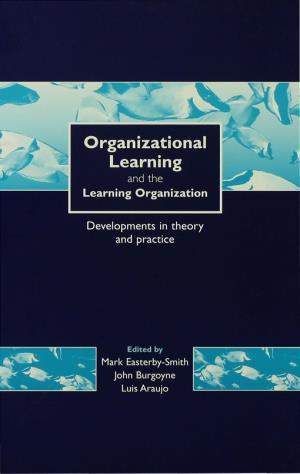 Organizational
Learning
and the
Learning Organization
Developments in theory
and practice
Edited by
Mark Easterby-Smith
John Burgoyne
Luis Araujo